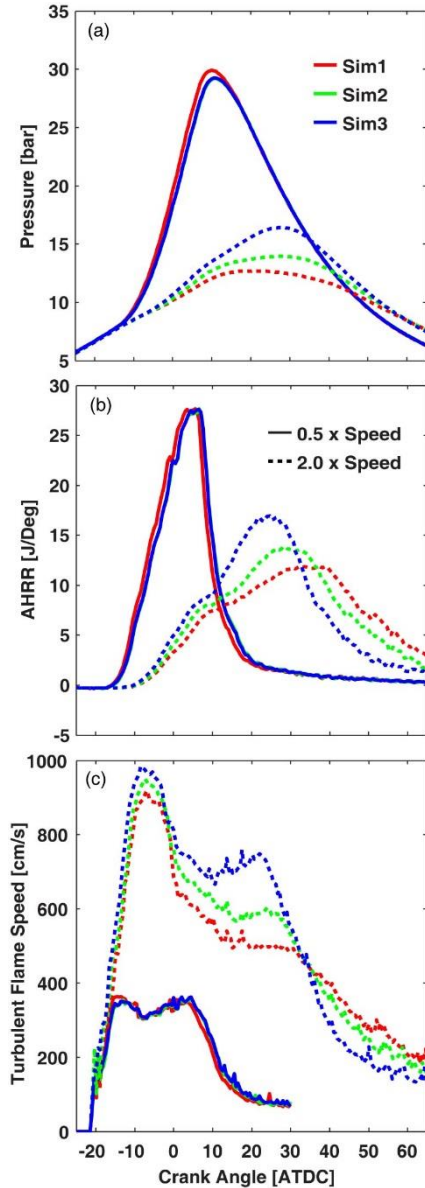 (a)
Sim1
Sim2
Sim3
Pressure [bar]
35
30
25
20
15
10
5
(b)
0.5 x Speed
2.0 x Speed
AHRR [J/Deg]
30
25
20
15
10
5
0
-5
(c)
Turbulent Flame Speed [cm/s]
1000
800
600
400
200
0
-20 -10 0 10 20 30 40 50 60
Crank Angle [ATDC]